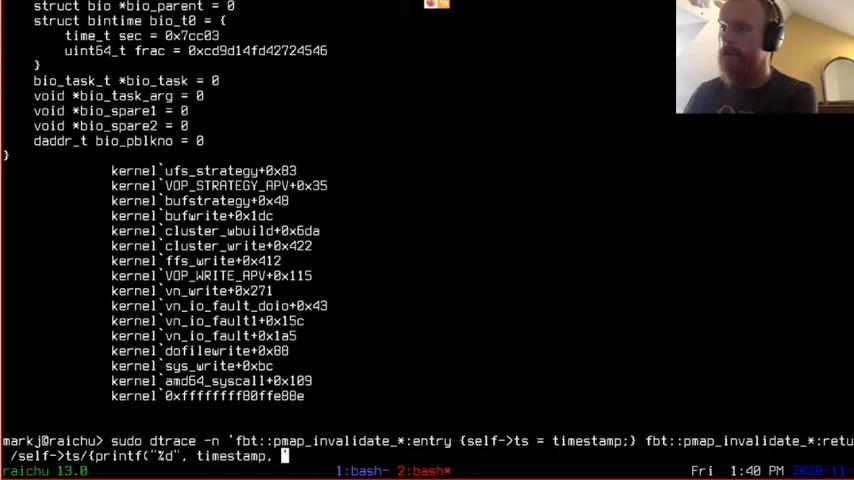 struct bio *bio_parent = 0
struct bintime bio_t0 = {
time_t sec = 0x7cc03
uint64_t frac = 0xcd9d14fd42724546
}
bio_task_t *bio_task = 0
void *bio_task_arg = 0
void *bio_spare1 = 0
void *bio_spare2 = 0
daddr_t bio_pblkno = 0
}
kernel`ufs_strategy+0x83
kernel`VOP_STRATEGY_APV+0x35
kernel`bufstrategy+0x48
kernel`bufwrite+0x1dc
kernel`cluster_wbuild+0x6da
kernel`cluster_write+0x422
kernel`ffs_write+0x412
kernel`VOP_WRITE_APV+0x115
kernel`vn_write+0x271
kernel`vn_io_fault_doio+0x43
kernel`vn_io_fault1+0x15c
kernel`vn_io_fault+0x1a5
kernel`dofilewrite+0x88
kernel`sys_write+0xbc
kernel`amd64_syscall+0x109
kernel`0xffffffff80ffe88e
markj@raichu> sudo dtrace -n 'fbt::pmap_invalidate_*:entry {self->ts = timestamp;} fbt::pmap_invalidate_*:retu
/self->ts/{printf("%d", timestamp, '
raichu 13.0 1:bash- 2:bash* Fri 1:40 PM 2020-11-